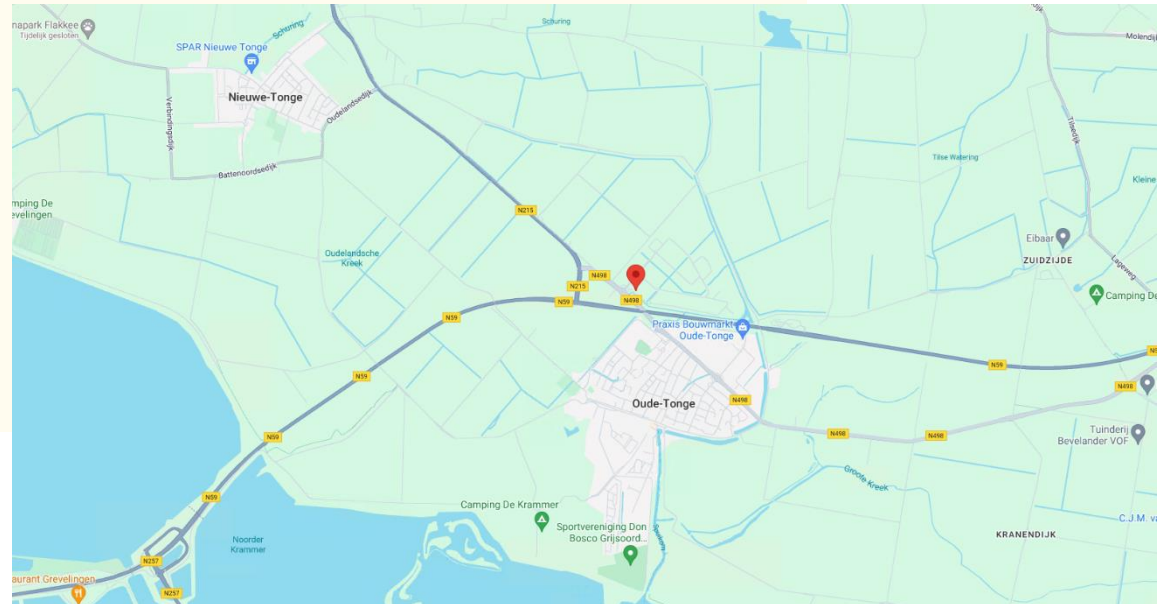 Schuring
Molendijk
napark Flakkee
Tijdelijk gesloten
Schuring
SPAR Nieuwe Tonge
Nieuwe-Tonge
Oudelandsedijk
Verbindingsdijk
Battenoordsedijk
Tilsedijk
Tilse Watering
Kleine
mping De
evelingen
N215
Eibaar
ZUIDZIJDE
Oudelandsche
Kreek
Lageweg
N498
N215
N498
N59
Camping De
N59
Praxis Bouwmarkt
Oude-Tonge
N59
N59
N498
Oude-Tonge
N498
N59
N498
N498
Tuinderij
Bevelander VOF
Groote Kreek
N59
Camping De Krammer
Sportvereniging Don
Bosco Grijsoord...
C.J.M. va
KRANENDIJK
Noorder
Krammer
N257
aurant Grevelingen
N257